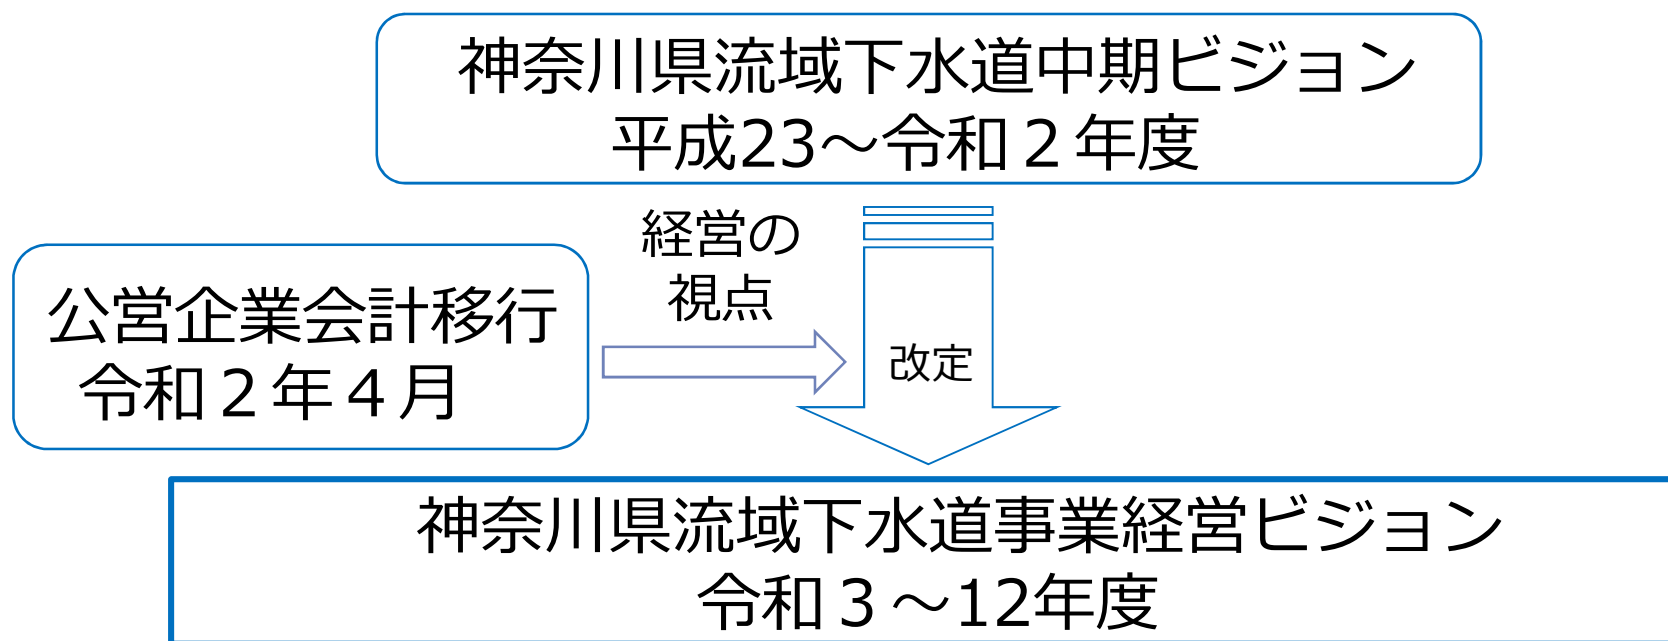 神奈川県流域下水道中期ビジョン
平成23～令和２年度
経営の
視点
公営企業会計移行
令和２年４月
改定
神奈川県流域下水道事業経営ビジョン
令和３～12年度